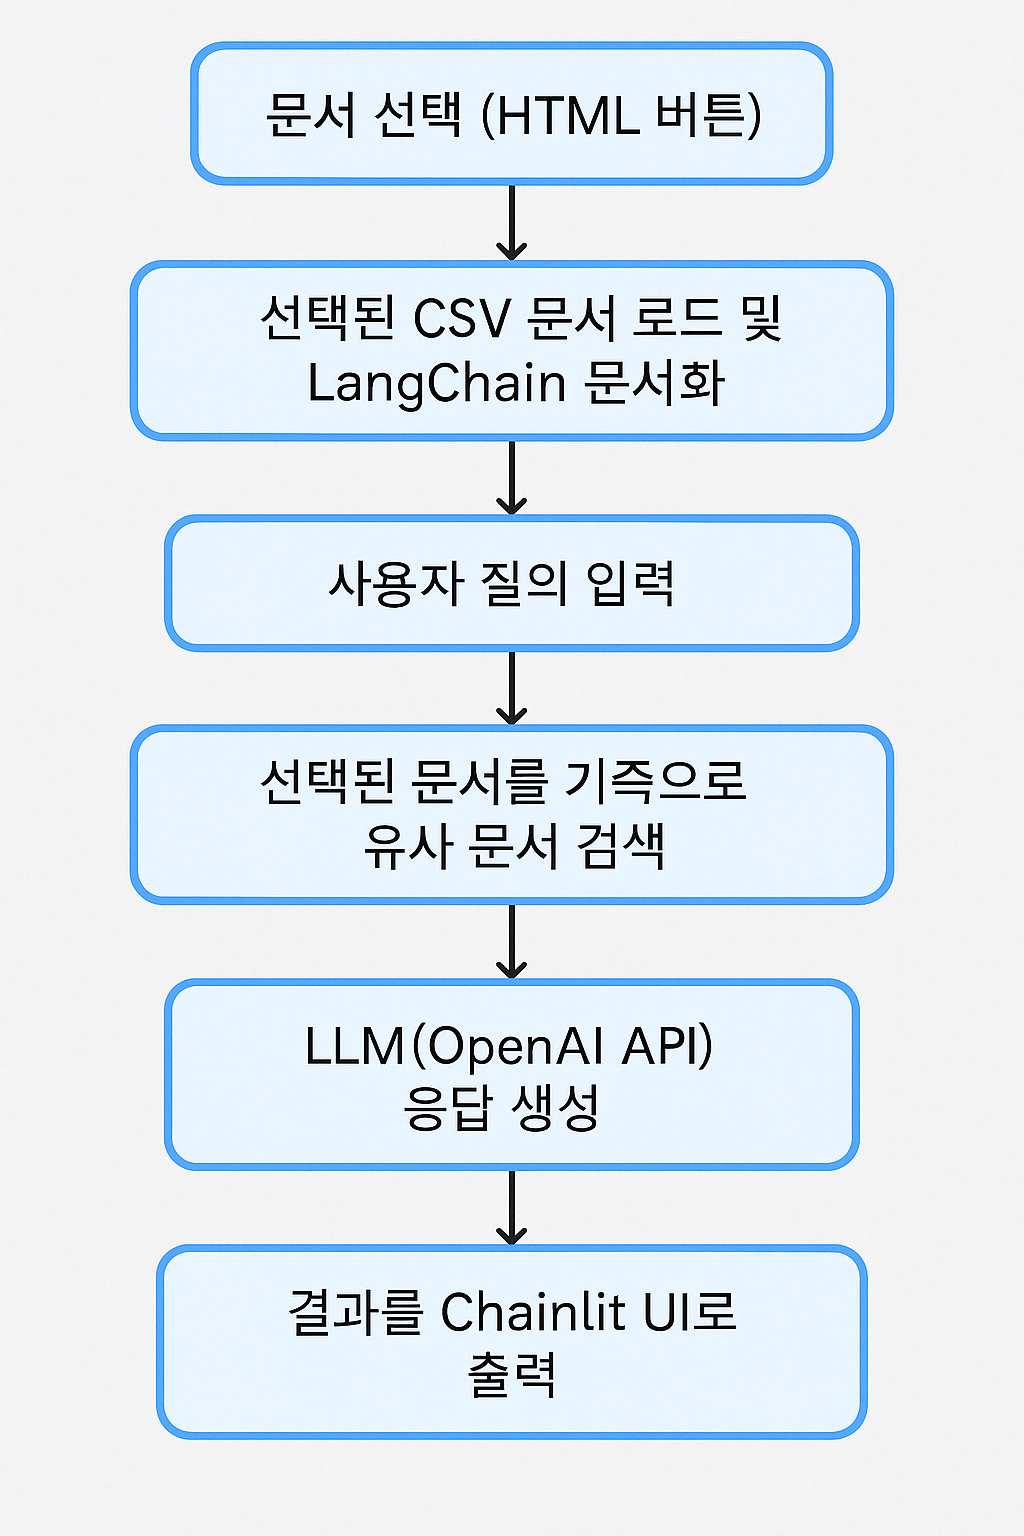 문서 선택 (HTML 버튼)
선택된 CSV 문서 로드 및
LangChain 문서화
사용자 질의 입력
선택된 문서를 기즉으로
유사 문서 검색
LLM(OpenAI API)
응답 생성
결과를 Chainlit UI로
출력